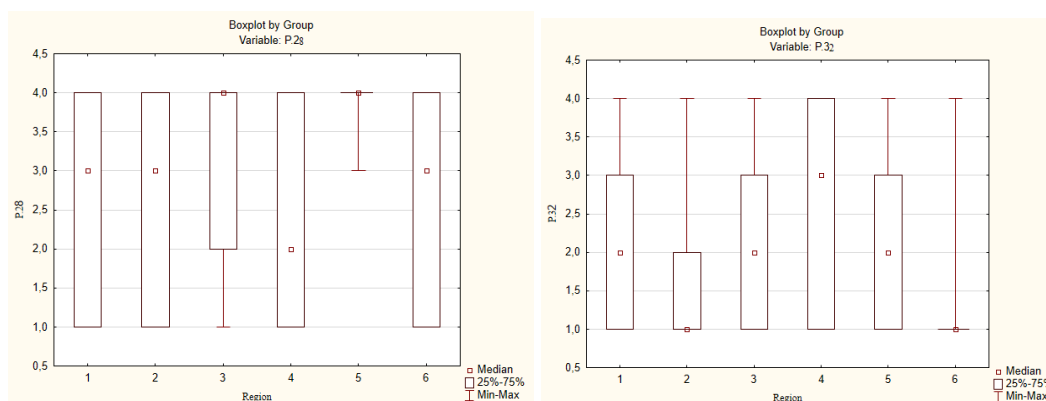 Boxplot by Group
Variable: P.28
4,5
4,0
3,5
3,0
2,5
2,0
1,5
1,0
0,5
P.28
1 2 3 4 5 6
Region
Median
25%-75%
Min-Max
Boxplot by Group
Variable: P.32
4,5
4,0
3,5
3,0
2,5
2,0
1,5
1,0
0,5
P.32
1 2 3 4 5 6
Region
Median
25%-75%
Min-Max